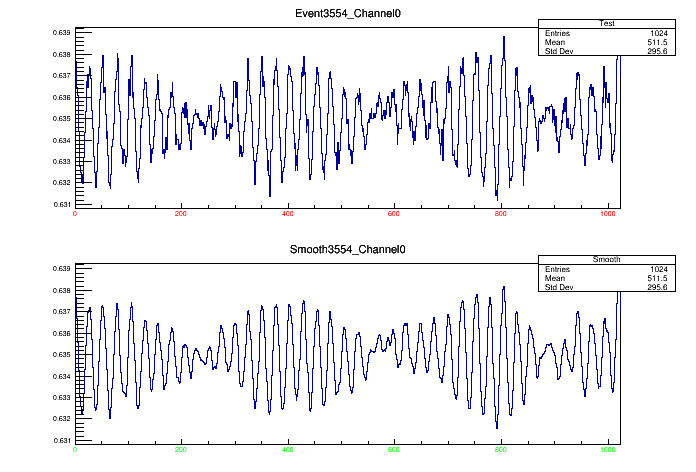 Event3554_Channel0
Test
Entries 1024
Mean 511.5
Std Dev 295.6
0.639
0.638
0.637
0.636
0.635
0.634
0.633
0.632
0.631
0 200 400 600 800 1000
Smooth3554_Channel0
Smooth
Entries 1024
Mean 511.5
Std Dev 295.6
0.639
0.638
0.637
0.636
0.635
0.634
0.633
0.632
0.631
0 200 400 600 800 1000